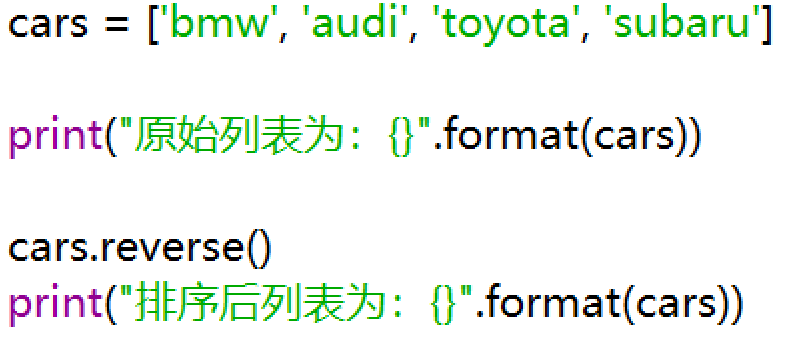 cars = ['bmw', 'audi', 'toyota', 'subaru']
print("原始列表为：{}".format(cars))
cars.reverse()
print("排序后列表为：{}".format(cars))